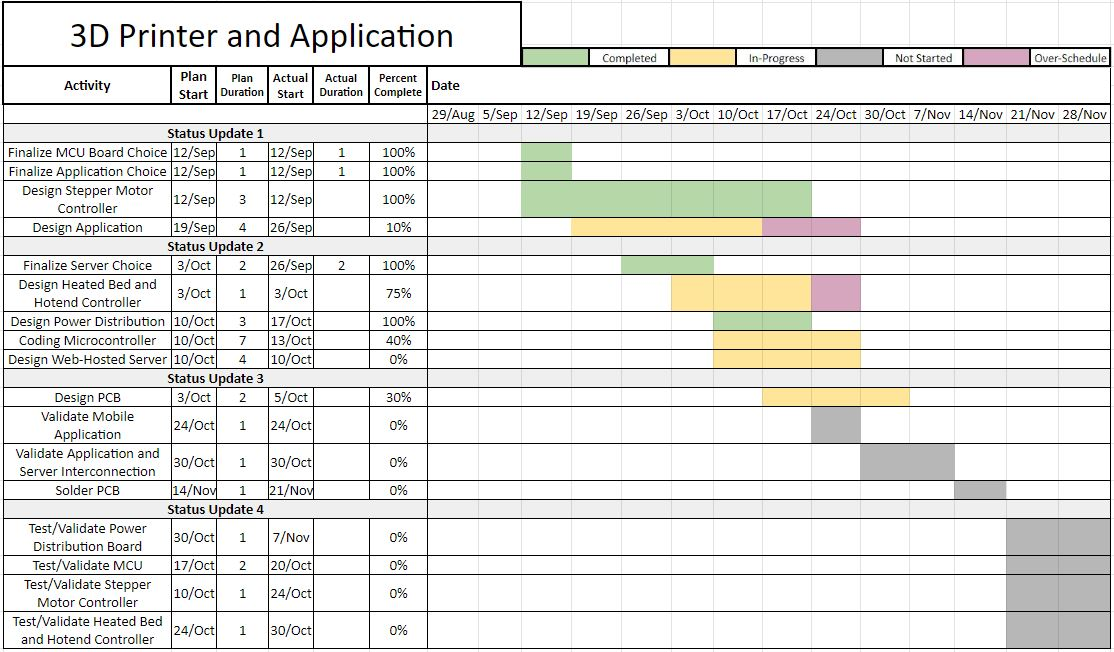 3D Printer and Application
Completed In-Progress Not Started Over-Schedule
Activity Plan Start Plan Duration Actual Start Actual Duration Percent Complete Date
29/Aug 5/Sep 12/Sep 19/Sep 26/Sep 3/Oct 10/Oct 17/Oct 24/Oct 30/Oct 7/Nov 14/Nov 21/Nov 28/Nov
Status Update 1
Finalize MCU Board Choice 12/Sep 1 12/Sep 1 100%
Finalize Application Choice 12/Sep 1 12/Sep 1 100%
Design Stepper Motor
Controller 12/Sep 3 12/Sep 100%
Design Application 19/Sep 4 26/Sep 10%
Status Update 2
Finalize Server Choice 3/Oct 2 26/Sep 2 100%
Design Heated Bed and
Hotend Controller 3/Oct 1 3/Oct 75%
Design Power Distribution 10/Oct 3 17/Oct 100%
Coding Microcontroller 10/Oct 7 13/Oct 40%
Design Web-Hosted Server 10/Oct 4 10/Oct 0%
Status Update 3
Design PCB 3/Oct 2 5/Oct 30%
Validate Mobile
Application 24/Oct 1 24/Oct 0%
Validate Application and
Server Interconnection 30/Oct 1 30/Oct 0%
Solder PCB 14/Nov 1 21/Nov 0%
Status Update 4
Test/Validate Power
Distribution Board 30/Oct 1 7/Nov 0%
Test/Validate MCU 17/Oct 2 20/Oct 0%
Test/Validate Stepper
Motor Controller 10/Oct 1 24/Oct 0%
Test/Validate Heated Bed
and Hotend Controller 24/Oct 1 30/Oct 0%